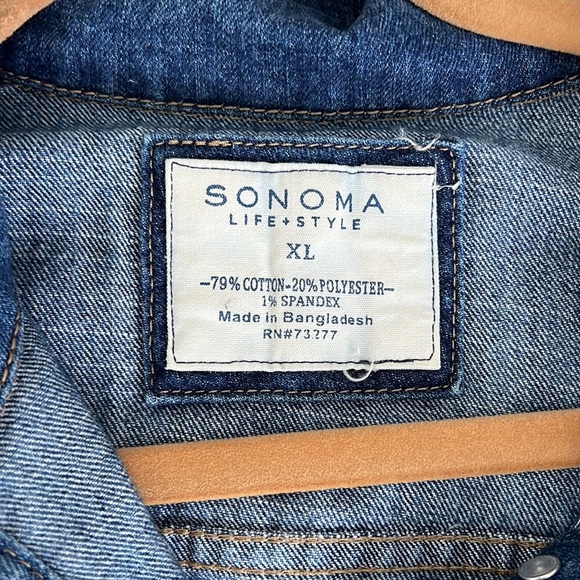 SONOMA
LIFE+STYLE
XL
—79% COTTON-20% POLYESTER—
1% SPANDEX
Made in Bangladesh
RN#73277